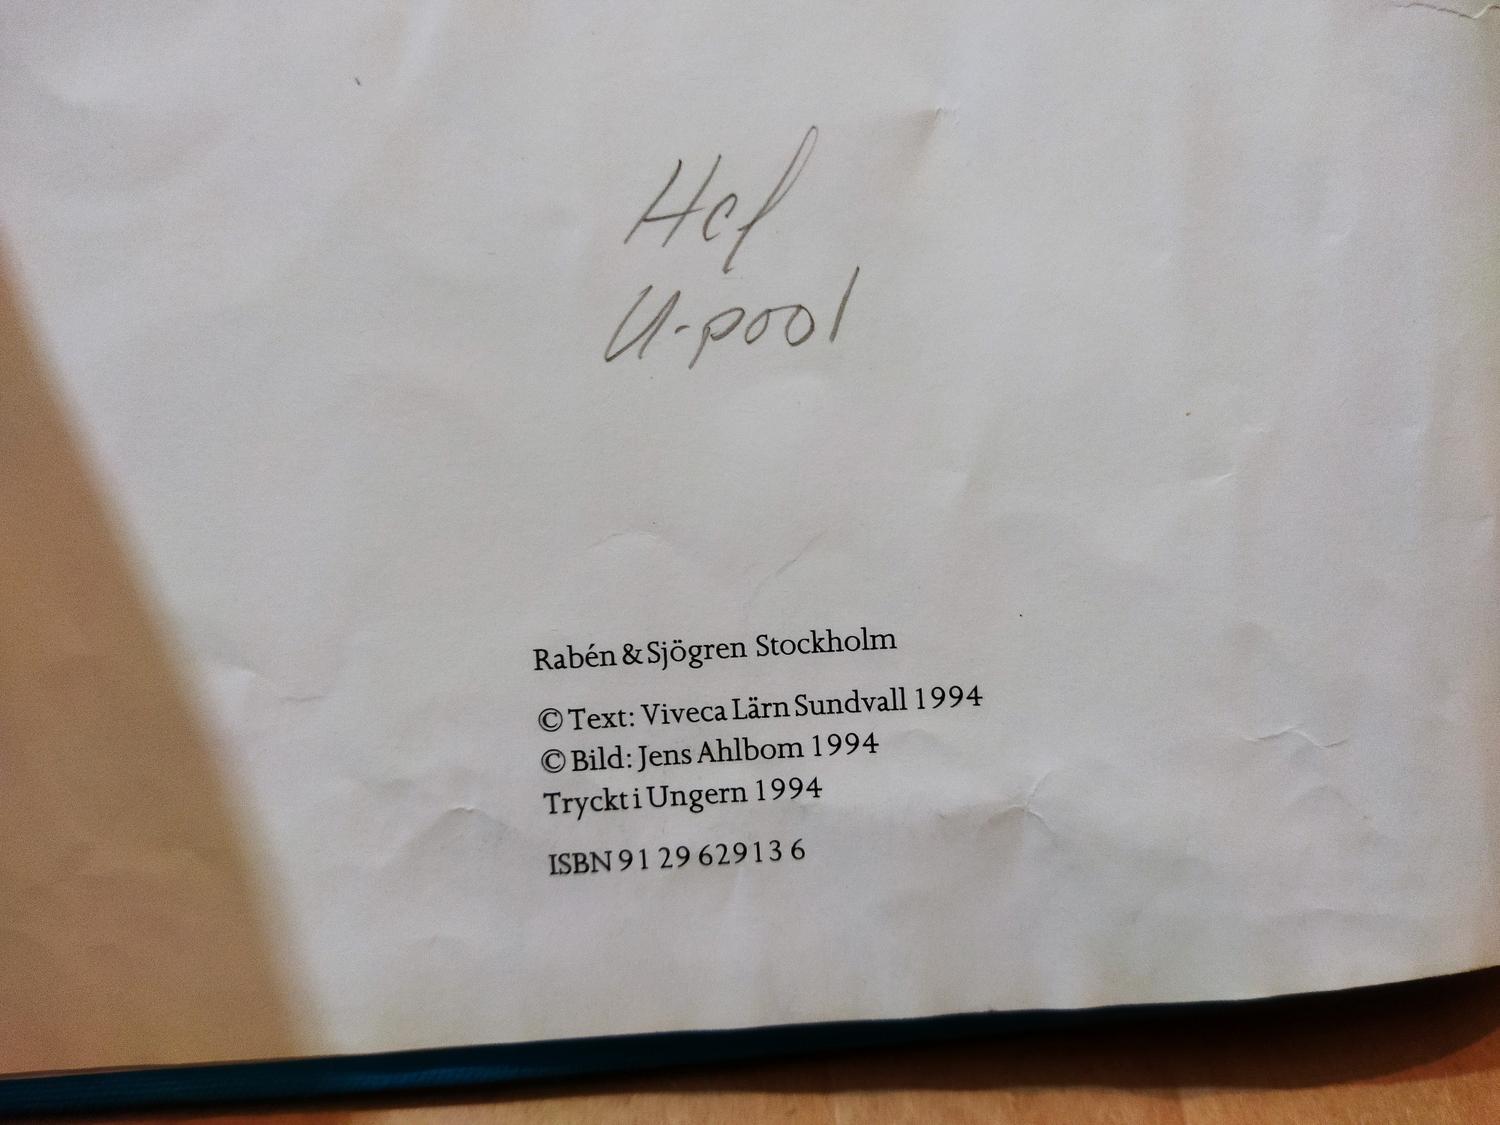 Hcf
U-pool
Rabén & Sjögren Stockholm
© Text: Viveca Lärn Sundvall 1994
© Bild: Jens Ahlbom 1994
Tryckt i Ungern 1994
ISBN 91 29 62913 6